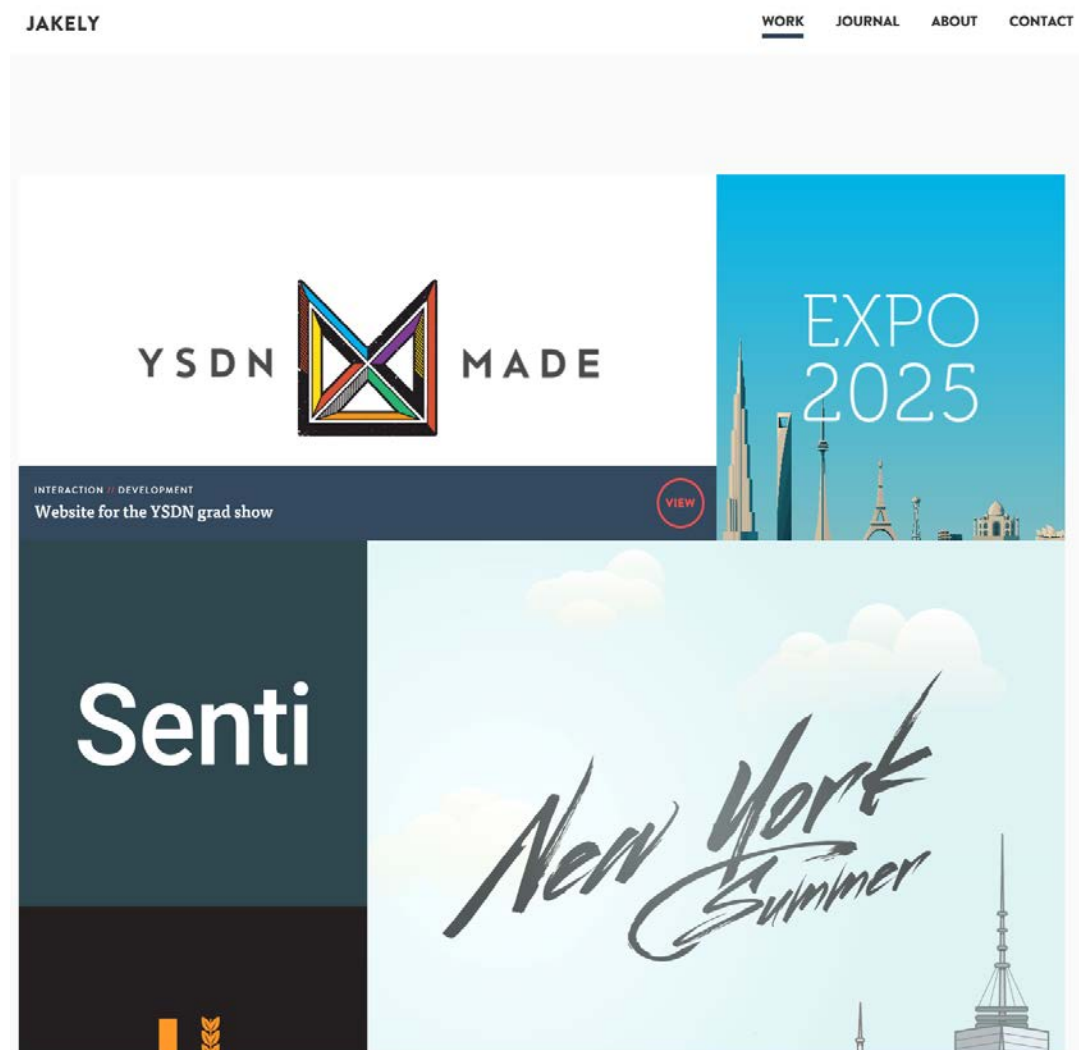 JAKELY
WORK JOURNAL ABOUT CONTACT
YSDN MADE
EXPO
2025
INTERACTION // DEVELOPMENT
Website for the YSDN grad show
VIEW
Senti
New York
Summer